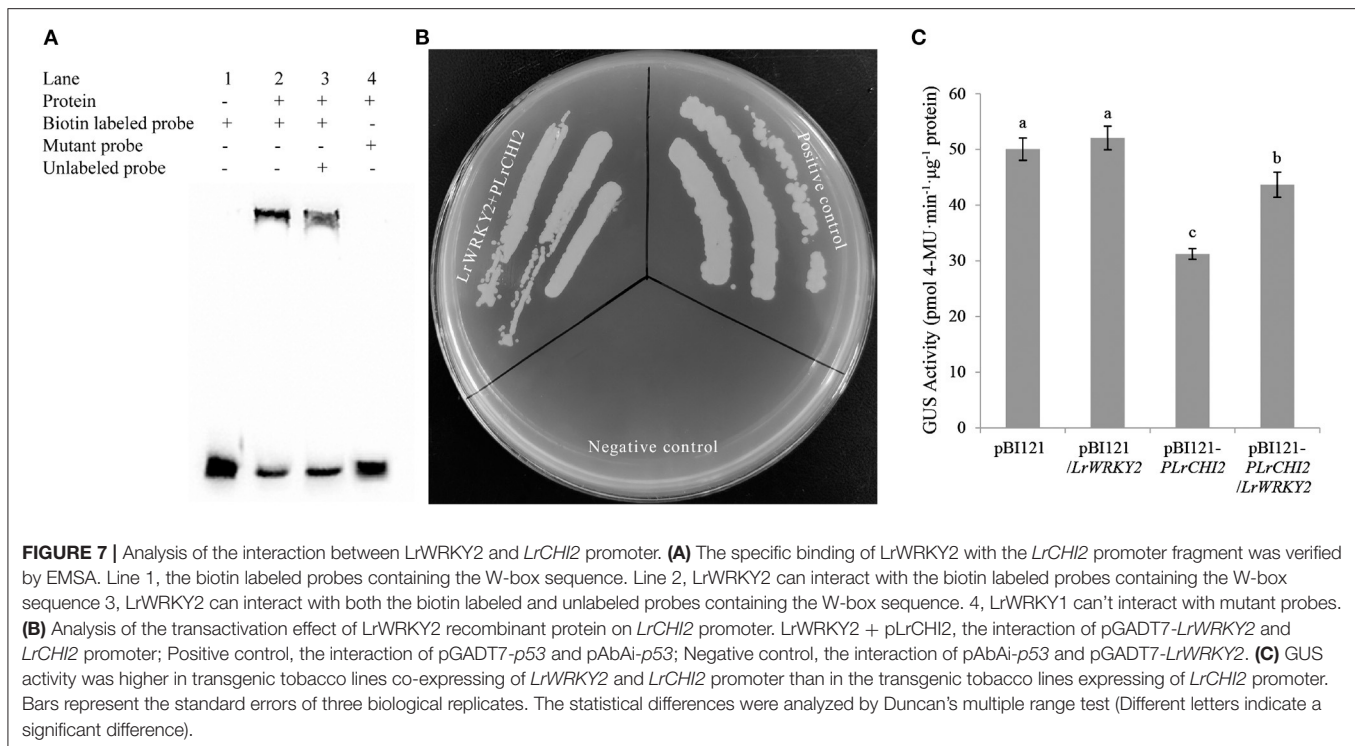 A
Lane 1 2 3 4
Protein - + + +
Biotin labeled probe + + + -
Mutant probe - - - +
Unlabeled probe - - + -
B
LrWRKY2+PLrCHI2
Positive control
Negative control
C
GUS Activity (pmol 4-MU·min-1·μg-1 protein)
60
50
40
30
20
10
0
a
a
c
b
pBI121
pBI121
/LrWRKY2
pBI121-
PLrCHI2
pBI121-
PLrCHI2
/LrWRKY2
FIGURE 7 | Analysis of the interaction between LrWRKY2 and LrCHI2 promoter. (A) The specific binding of LrWRKY2 with the LrCHI2 promoter fragment was verified
by EMSA. Line 1, the biotin labeled probes containing the W-box sequence. Line 2, LrWRKY2 can interact with the biotin labeled probes containing the W-box
sequence 3, LrWRKY2 can interact with both the biotin labeled and unlabeled probes containing the W-box sequence. 4, LrWRKY1 can't interact with mutant probes.
(B) Analysis of the transactivation effect of LrWRKY2 recombinant protein on LrCHI2 promoter. LrWRKY2 + pLrCHI2, the interaction of pGADT7-LrWRKY2 and
LrCHI2 promoter; Positive control, the interaction of pGADT7-p53 and pAbAi-p53; Negative control, the interaction of pAbAi-p53 and pGADT7-LrWRKY2. (C) GUS
activity was higher in transgenic tobacco lines co-expressing of LrWRKY2 and LrCHI2 promoter than in the transgenic tobacco lines expressing of LrCHI2 promoter.
Bars represent the standard errors of three biological replicates. The statistical differences were analyzed by Duncan's multiple range test (Different letters indicate a
significant difference).